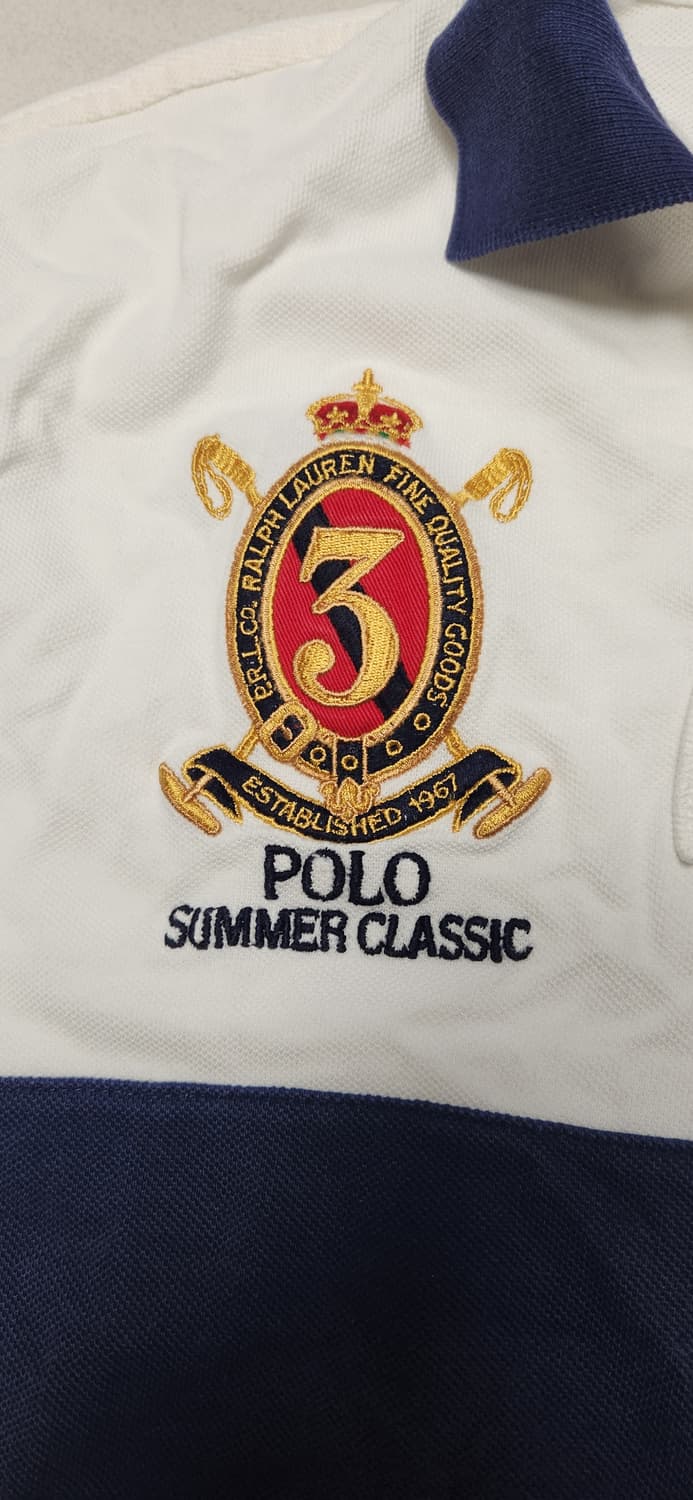 P.R.L.CO. RALPH LAUREN FINE QUALITY GOODS
3
ESTABLISHED 1967
POLO
SUMMER CLASSIC